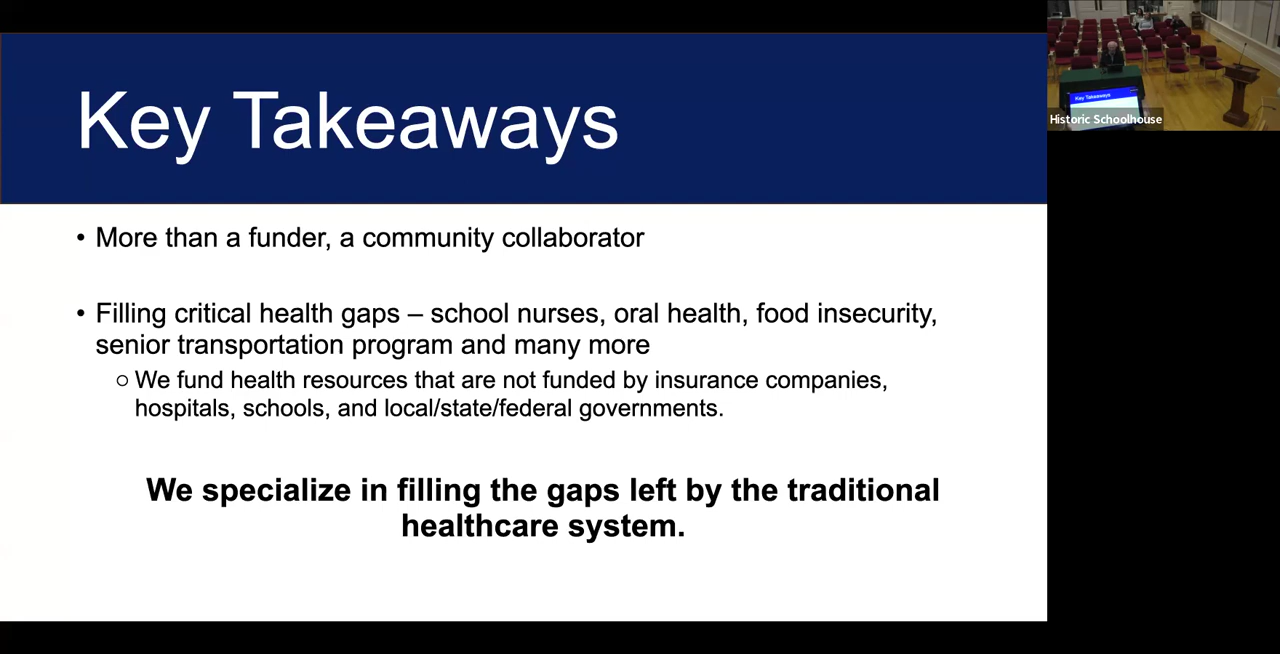 Key Takeaways
• More than a funder, a community collaborator
• Filling critical health gaps – school nurses, oral health, food insecurity,
senior transportation program and many more
○ We fund health resources that are not funded by insurance companies,
hospitals, schools, and local/state/federal governments.
We specialize in filling the gaps left by the traditional
healthcare system.
Key Takeaways
Historic Schoolhouse